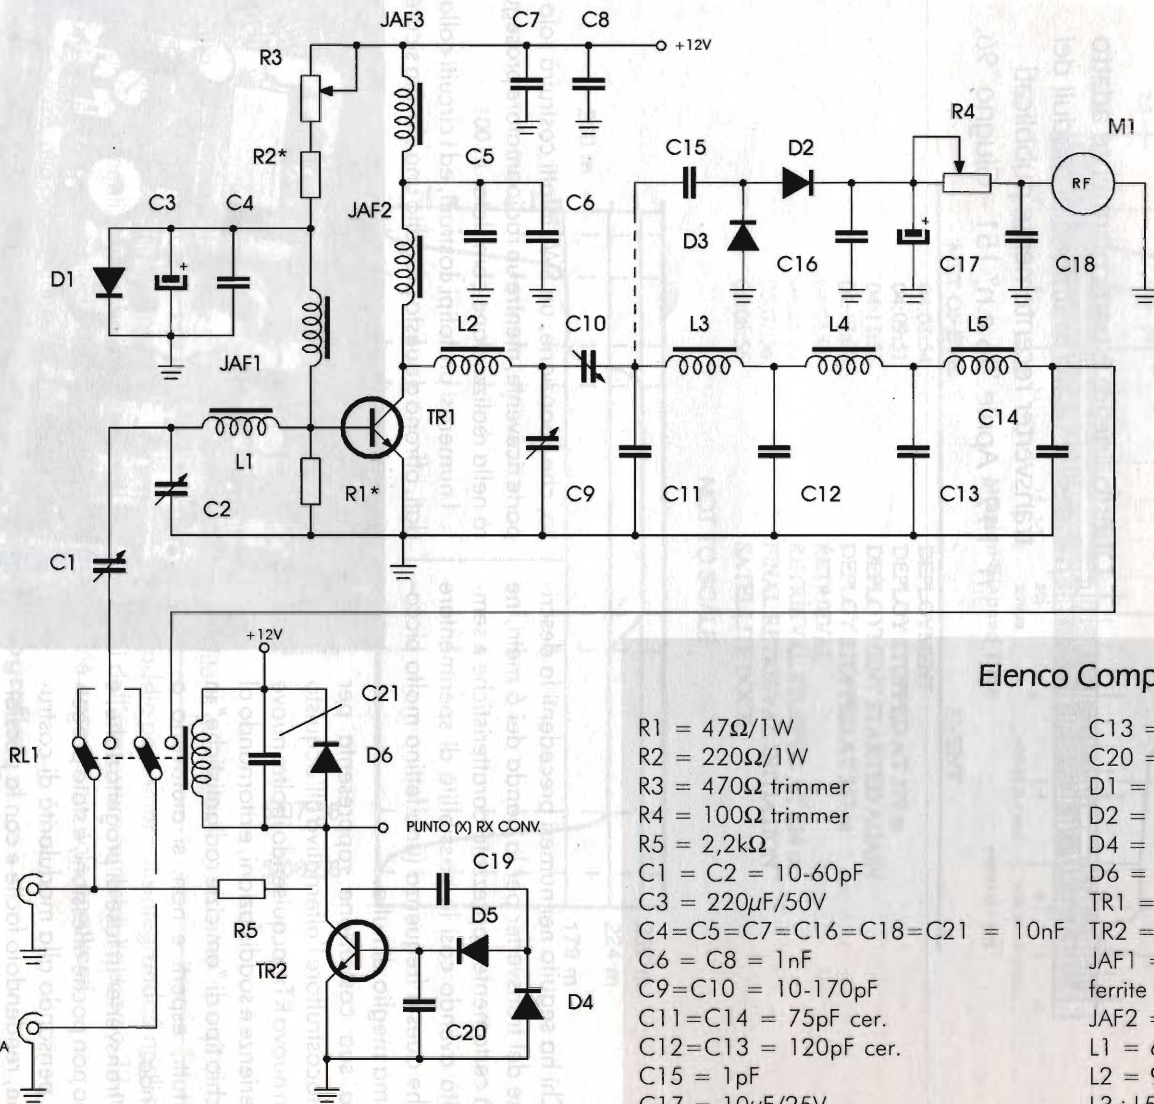 JAF3
C7
C8
+12V
R3
R4
M1
C15
D2
R2*
C5
RF
C3
C4
JAF2
C6
D3
D1
+
C16
+
C17
C18
L2
C10
L3
L4
L5
JAF1
TR1
C14
L1
R1*
C2
C9
C11
C12
C13
C1
+12V
C21
RL1
D6
PUNTO (X) RX CONV.
C19
D5
R5
TR2
D4
C20
A
Elenco Comp
R1 = 47Ω/1W
R2 = 220Ω/1W
R3 = 470Ω trimmer
R4 = 100Ω trimmer
R5 = 2,2kΩ
C1 = C2 = 10-60pF
C3 = 220µF/50V
C4=C5=C7=C16=C18=C21 = 10nF
C6 = C8 = 1nF
C9=C10 = 10-170pF
C11=C14 = 75pF cer.
C12=C13 = 120pF cer.
C15 = 1pF
C17 = 10µF/25V
C13 =
C20 =
D1 =
D2 =
D4 =
D6 =
TR1 =
TR2 =
JAF1 =
ferrite
JAF2 =
L1 =
L2 =